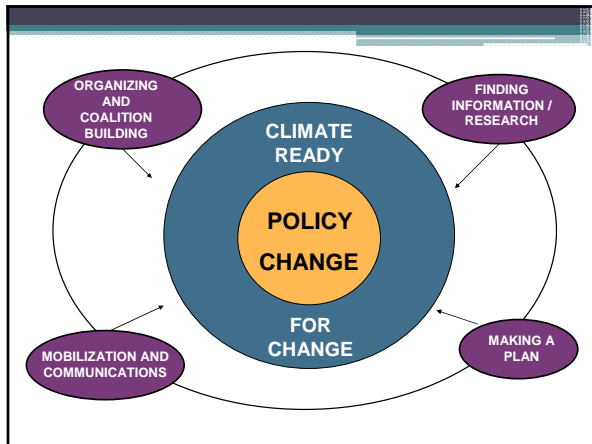 ORGANIZING
AND
COALITION
BUILDING
FINDING
INFORMATION /
RESEARCH
CLIMATE
READY
POLICY
CHANGE
FOR
CHANGE
MOBILIZATION AND
COMMUNICATIONS
MAKING A
PLAN